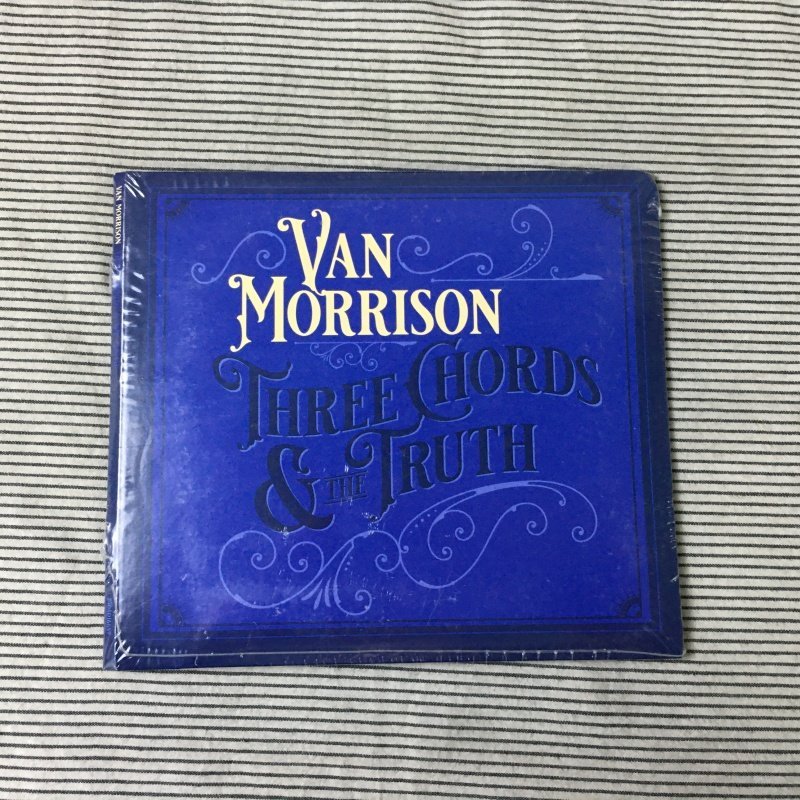 VAN MORRISON
VAN
MORRISON
THREE CHORDS
& THE TRUTH